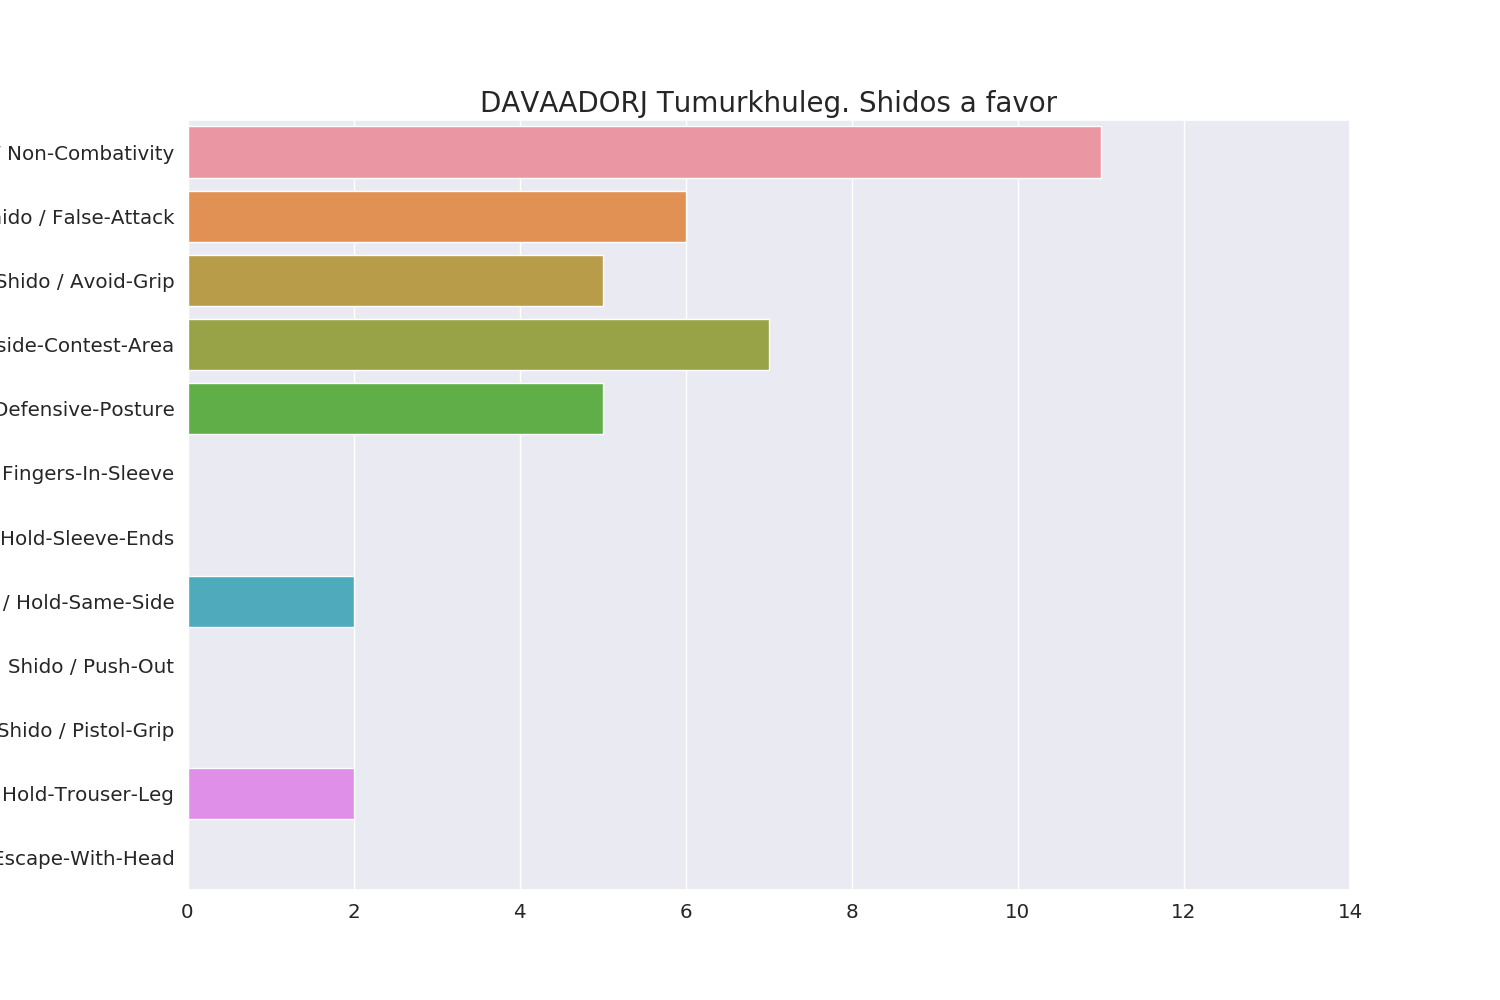 DAVAADORJ Tumurkhuleg. Shidos a favor
/ Non-Combativity
ido / False-Attack
Shido / Avoid-Grip
side-Contest-Area
Defensive-Posture
Fingers-In-Sleeve
Hold-Sleeve-Ends
/ Hold-Same-Side
Shido / Push-Out
Shido / Pistol-Grip
Hold-Trouser-Leg
Escape-With-Head
0 2 4 6 8 10 12 14